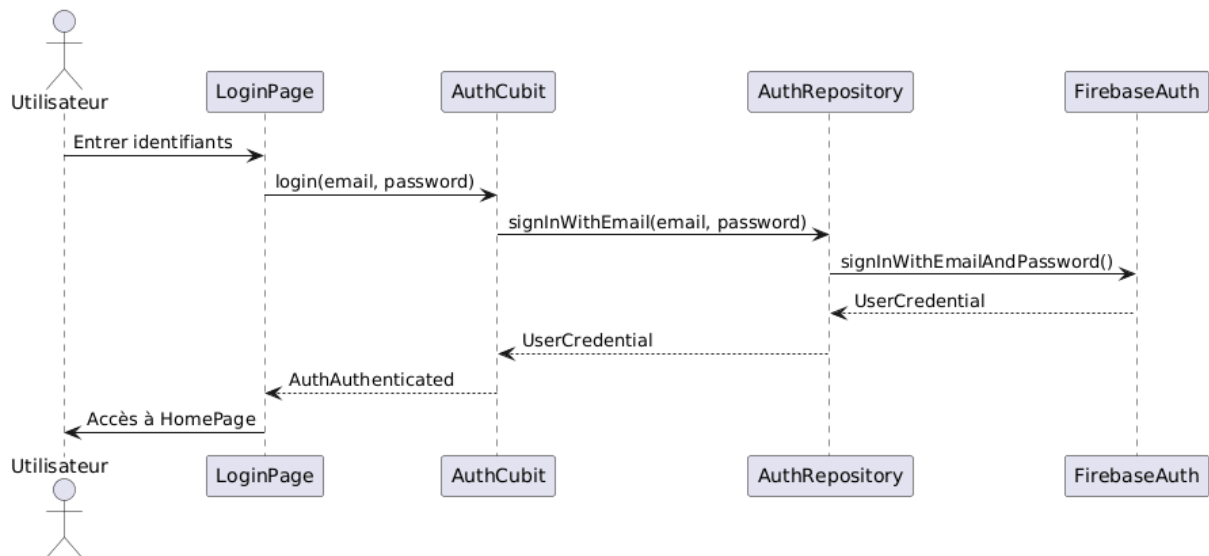 Utilisateur
LoginPage
AuthCubit
AuthRepository
FirebaseAuth
Entrer identifiants
login(email, password)
signInWithEmail(email, password)
signInWithEmailAndPassword()
UserCredential
UserCredential
AuthAuthenticated
Accès à HomePage
Utilisateur
LoginPage
AuthCubit
AuthRepository
FirebaseAuth